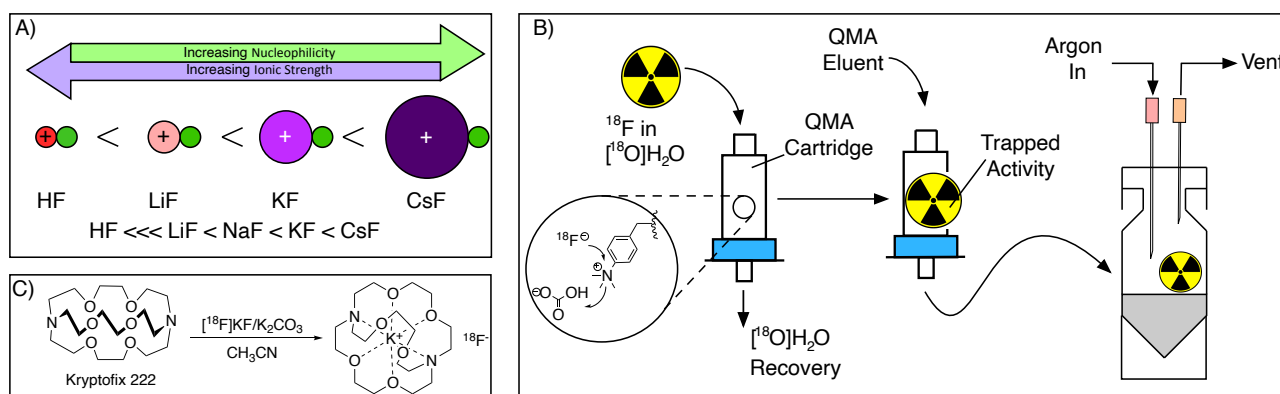 A)
Increasing Nucleophilicity
Increasing Ionic Strength
+ < + < + < +
HF LiF KF CsF
HF <<< LiF < NaF < KF < CsF
B)
¹⁸F in
[¹⁸O]H₂O
QMA
Eluent
QMA
Cartridge
Trapped
Activity
Argon
In
Vent
¹⁸F⊖
⊕
N
⊖O
O
OH
[¹⁸O]H₂O
Recovery
C)
O O
N O O N
O O
Kryptofix 222
[¹⁸F]KF/K₂CO₃
CH₃CN
O
N O
K⁺
O O N
O
¹⁸F⁻